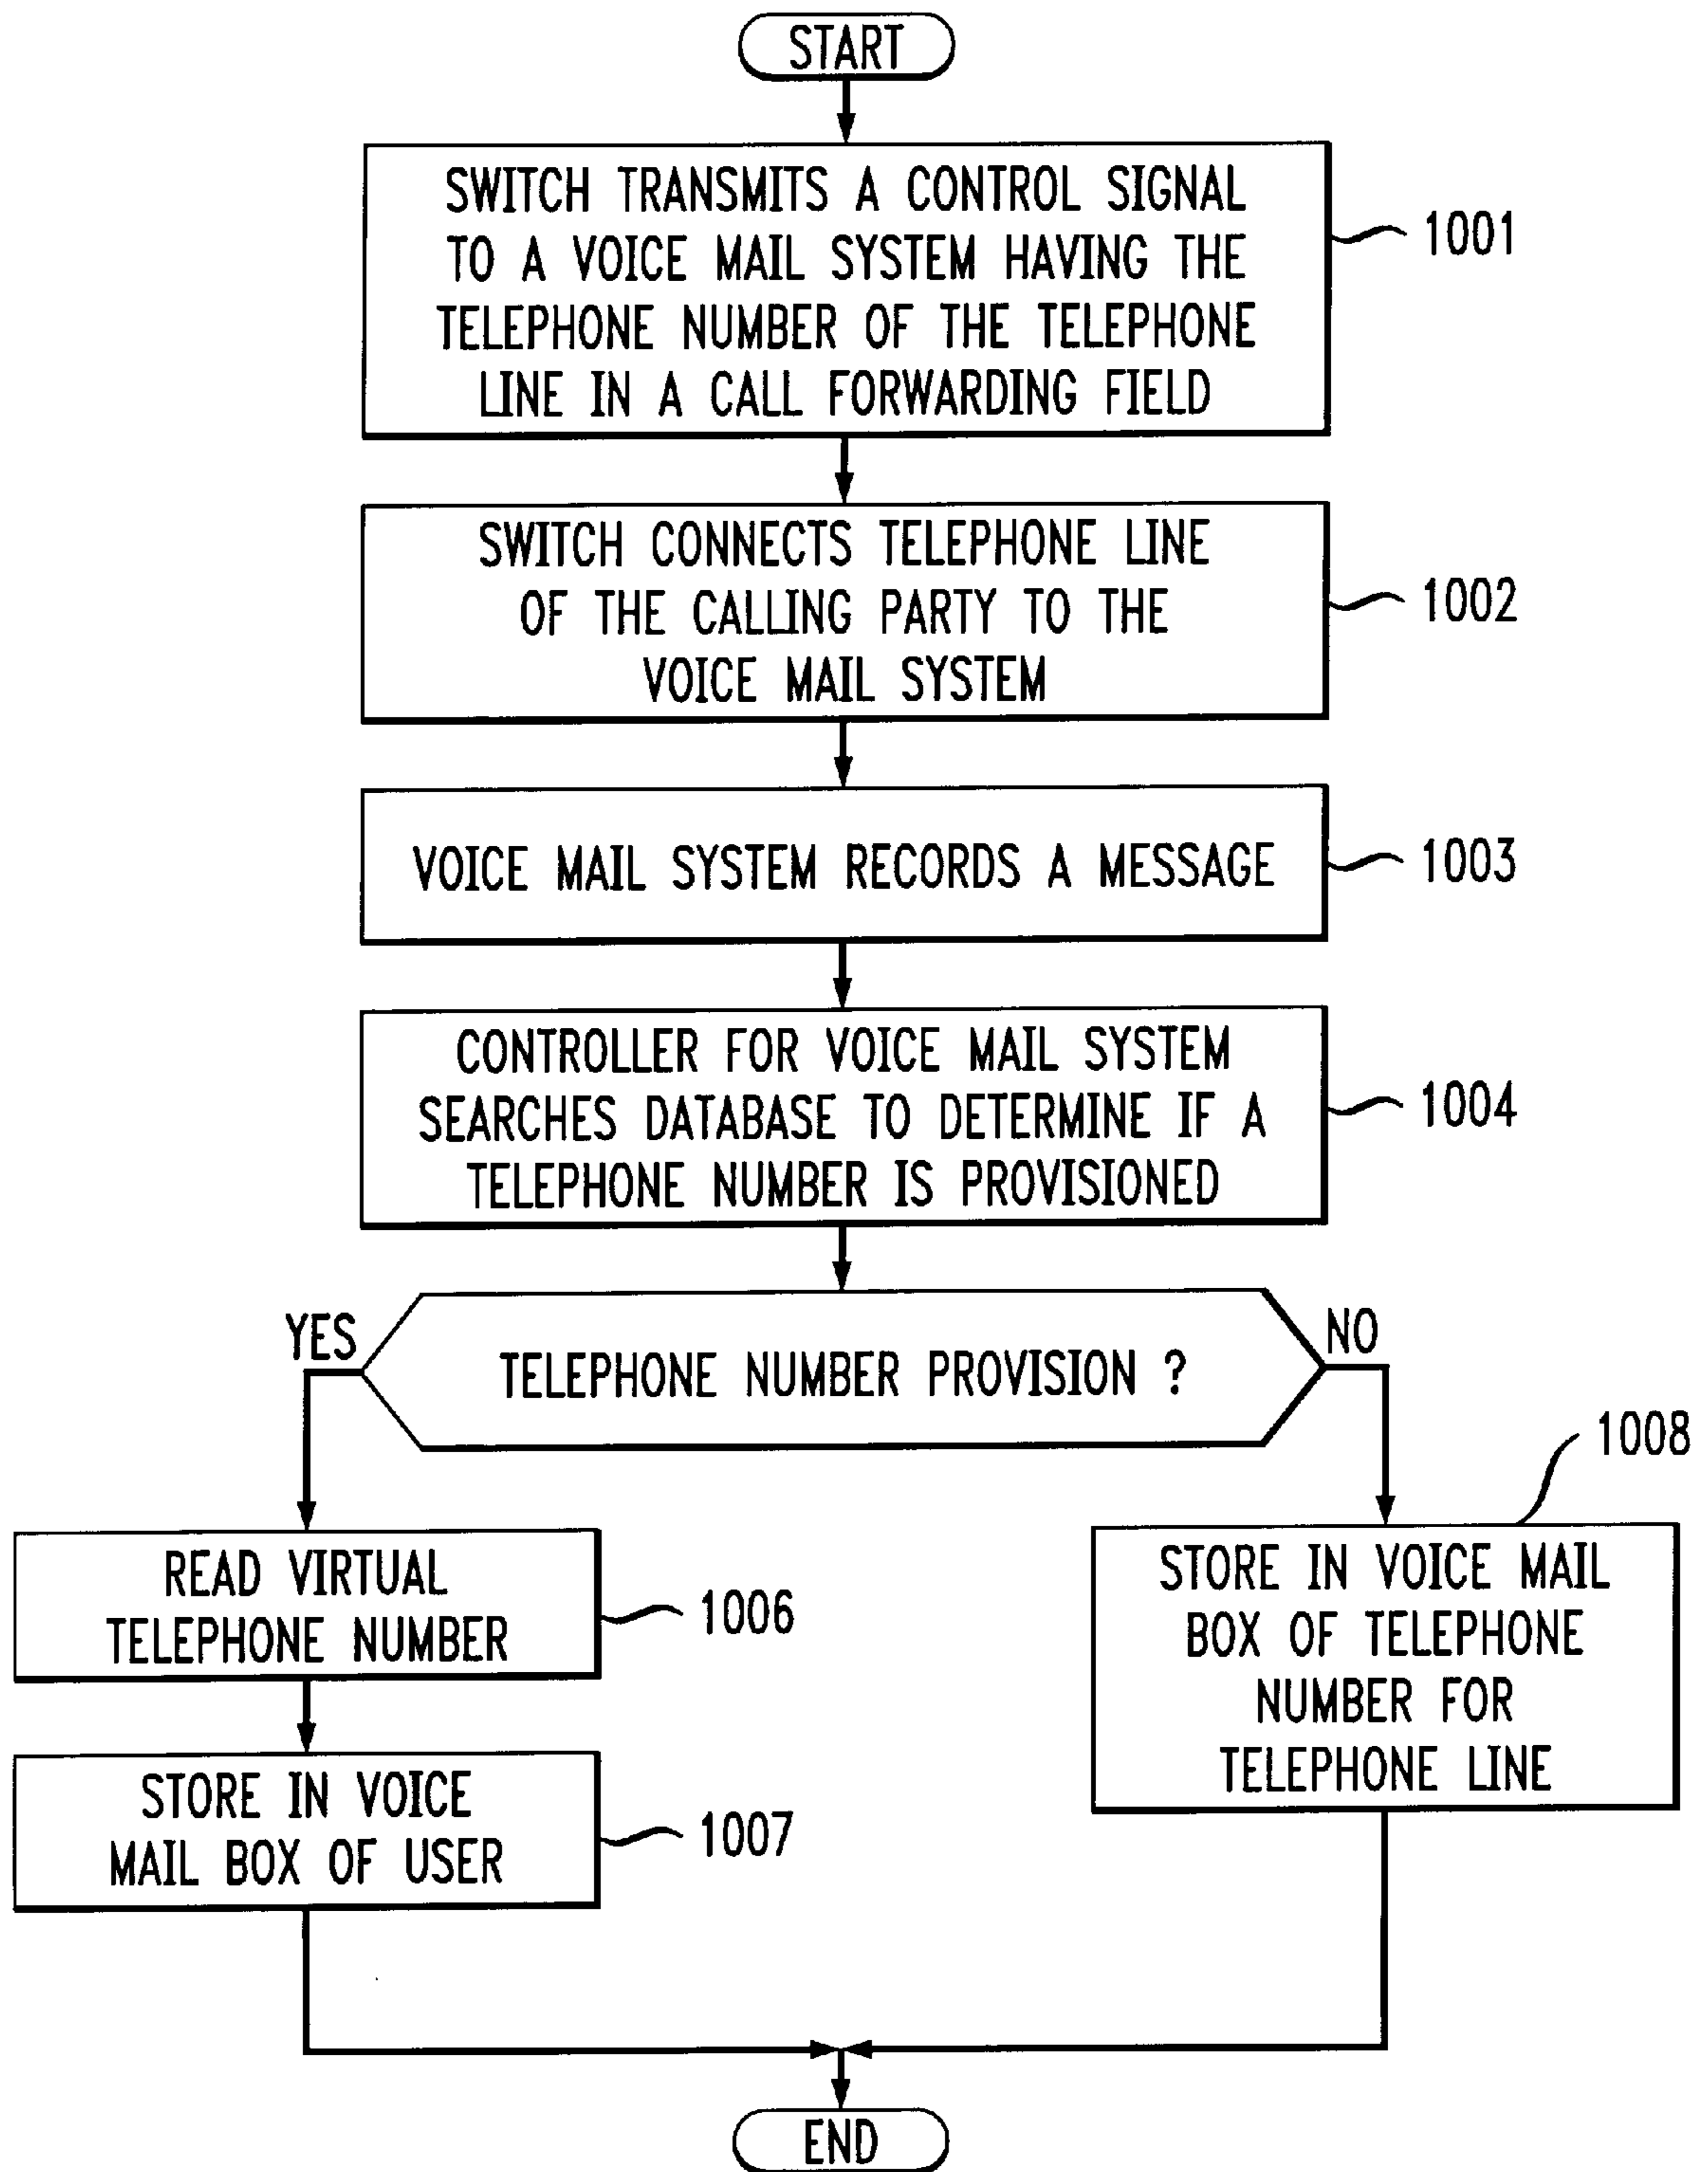 START
SWITCH TRANSMITS A CONTROL SIGNAL
TO A VOICE MAIL SYSTEM HAVING THE
TELEPHONE NUMBER OF THE TELEPHONE
LINE IN A CALL FORWARDING FIELD
1001
SWITCH CONNECTS TELEPHONE LINE
OF THE CALLING PARTY TO THE
VOICE MAIL SYSTEM
1002
VOICE MAIL SYSTEM RECORDS A MESSAGE
1003
CONTROLLER FOR VOICE MAIL SYSTEM
SEARCHES DATABASE TO DETERMINE IF A
TELEPHONE NUMBER IS PROVISIONED
1004
YES
TELEPHONE NUMBER PROVISION ?
NO
READ VIRTUAL
TELEPHONE NUMBER
1006
STORE IN VOICE
MAIL BOX OF USER
1007
1008
STORE IN VOICE MAIL
BOX OF TELEPHONE
NUMBER FOR
TELEPHONE LINE
END